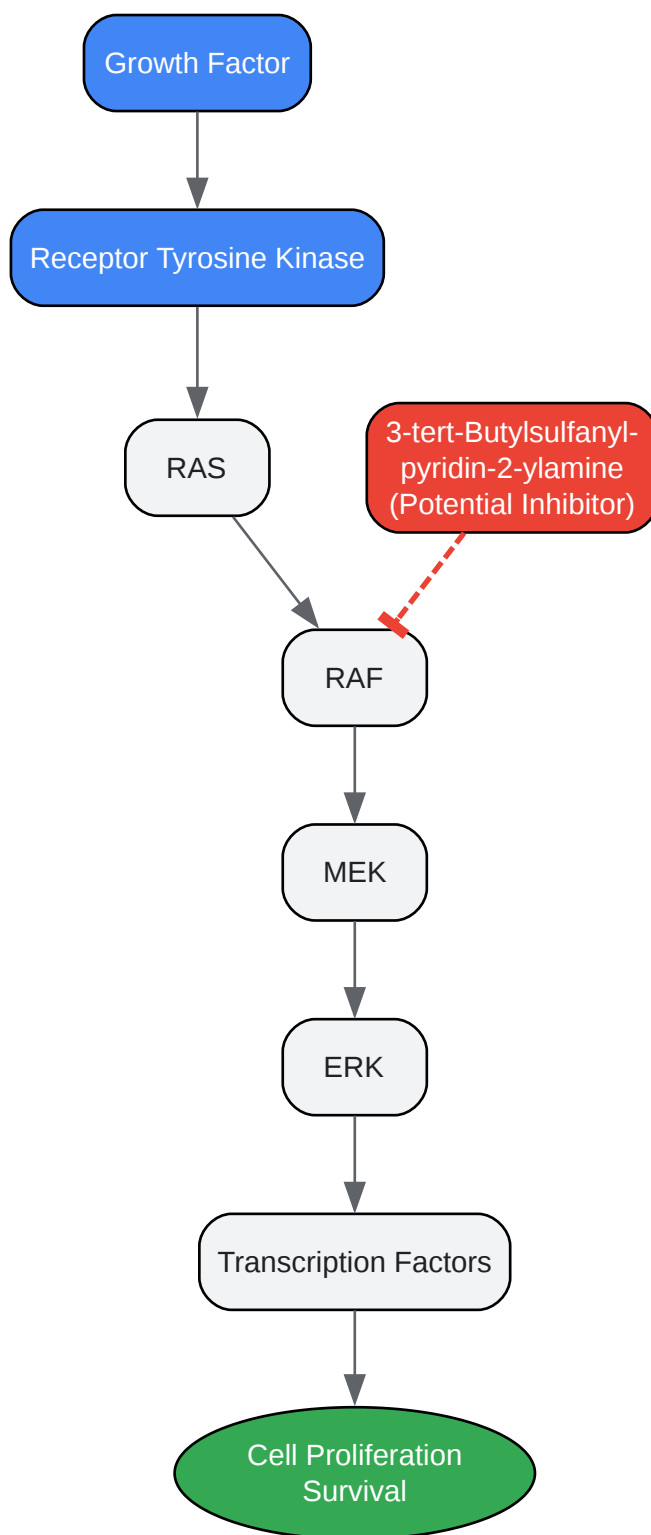 Growth Factor
Receptor Tyrosine Kinase
RAS
3-tert-Butylsulfanyl-
pyridin-2-ylamine
(Potential Inhibitor)
RAF
MEK
ERK
Transcription Factors
Cell Proliferation
Survival